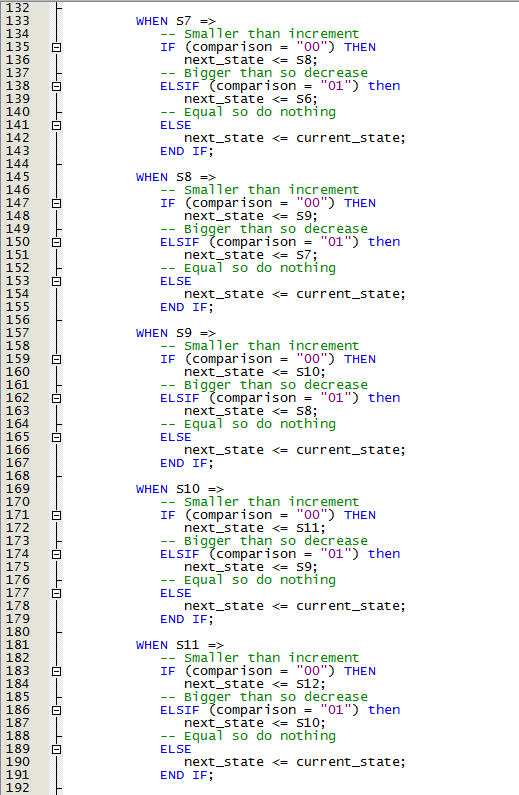 132
133 WHEN S7 =>
134 -- Smaller than increment
135 IF (comparison = "00") THEN
136 next_state <= S8;
137 -- Bigger than so decrease
138 ELSIF (comparison = "01") then
139 next_state <= S6;
140 -- Equal so do nothing
141 ELSE
142 next_state <= current_state;
143 END IF;
144
145 WHEN S8 =>
146 -- Smaller than increment
147 IF (comparison = "00") THEN
148 next_state <= S9;
149 -- Bigger than so decrease
150 ELSIF (comparison = "01") then
151 next_state <= S7;
152 -- Equal so do nothing
153 ELSE
154 next_state <= current_state;
155 END IF;
156
157 WHEN S9 =>
158 -- Smaller than increment
159 IF (comparison = "00") THEN
160 next_state <= S10;
161 -- Bigger than so decrease
162 ELSIF (comparison = "01") then
163 next_state <= S8;
164 -- Equal so do nothing
165 ELSE
166 next_state <= current_state;
167 END IF;
168
169 WHEN S10 =>
170 -- Smaller than increment
171 IF (comparison = "00") THEN
172 next_state <= S11;
173 -- Bigger than so decrease
174 ELSIF (comparison = "01") then
175 next_state <= S9;
176 -- Equal so do nothing
177 ELSE
178 next_state <= current_state;
179 END IF;
180
181 WHEN S11 =>
182 -- Smaller than increment
183 IF (comparison = "00") THEN
184 next_state <= S12;
185 -- Bigger than so decrease
186 ELSIF (comparison = "01") then
187 next_state <= S10;
188 -- Equal so do nothing
189 ELSE
190 next_state <= current_state;
191 END IF;
192